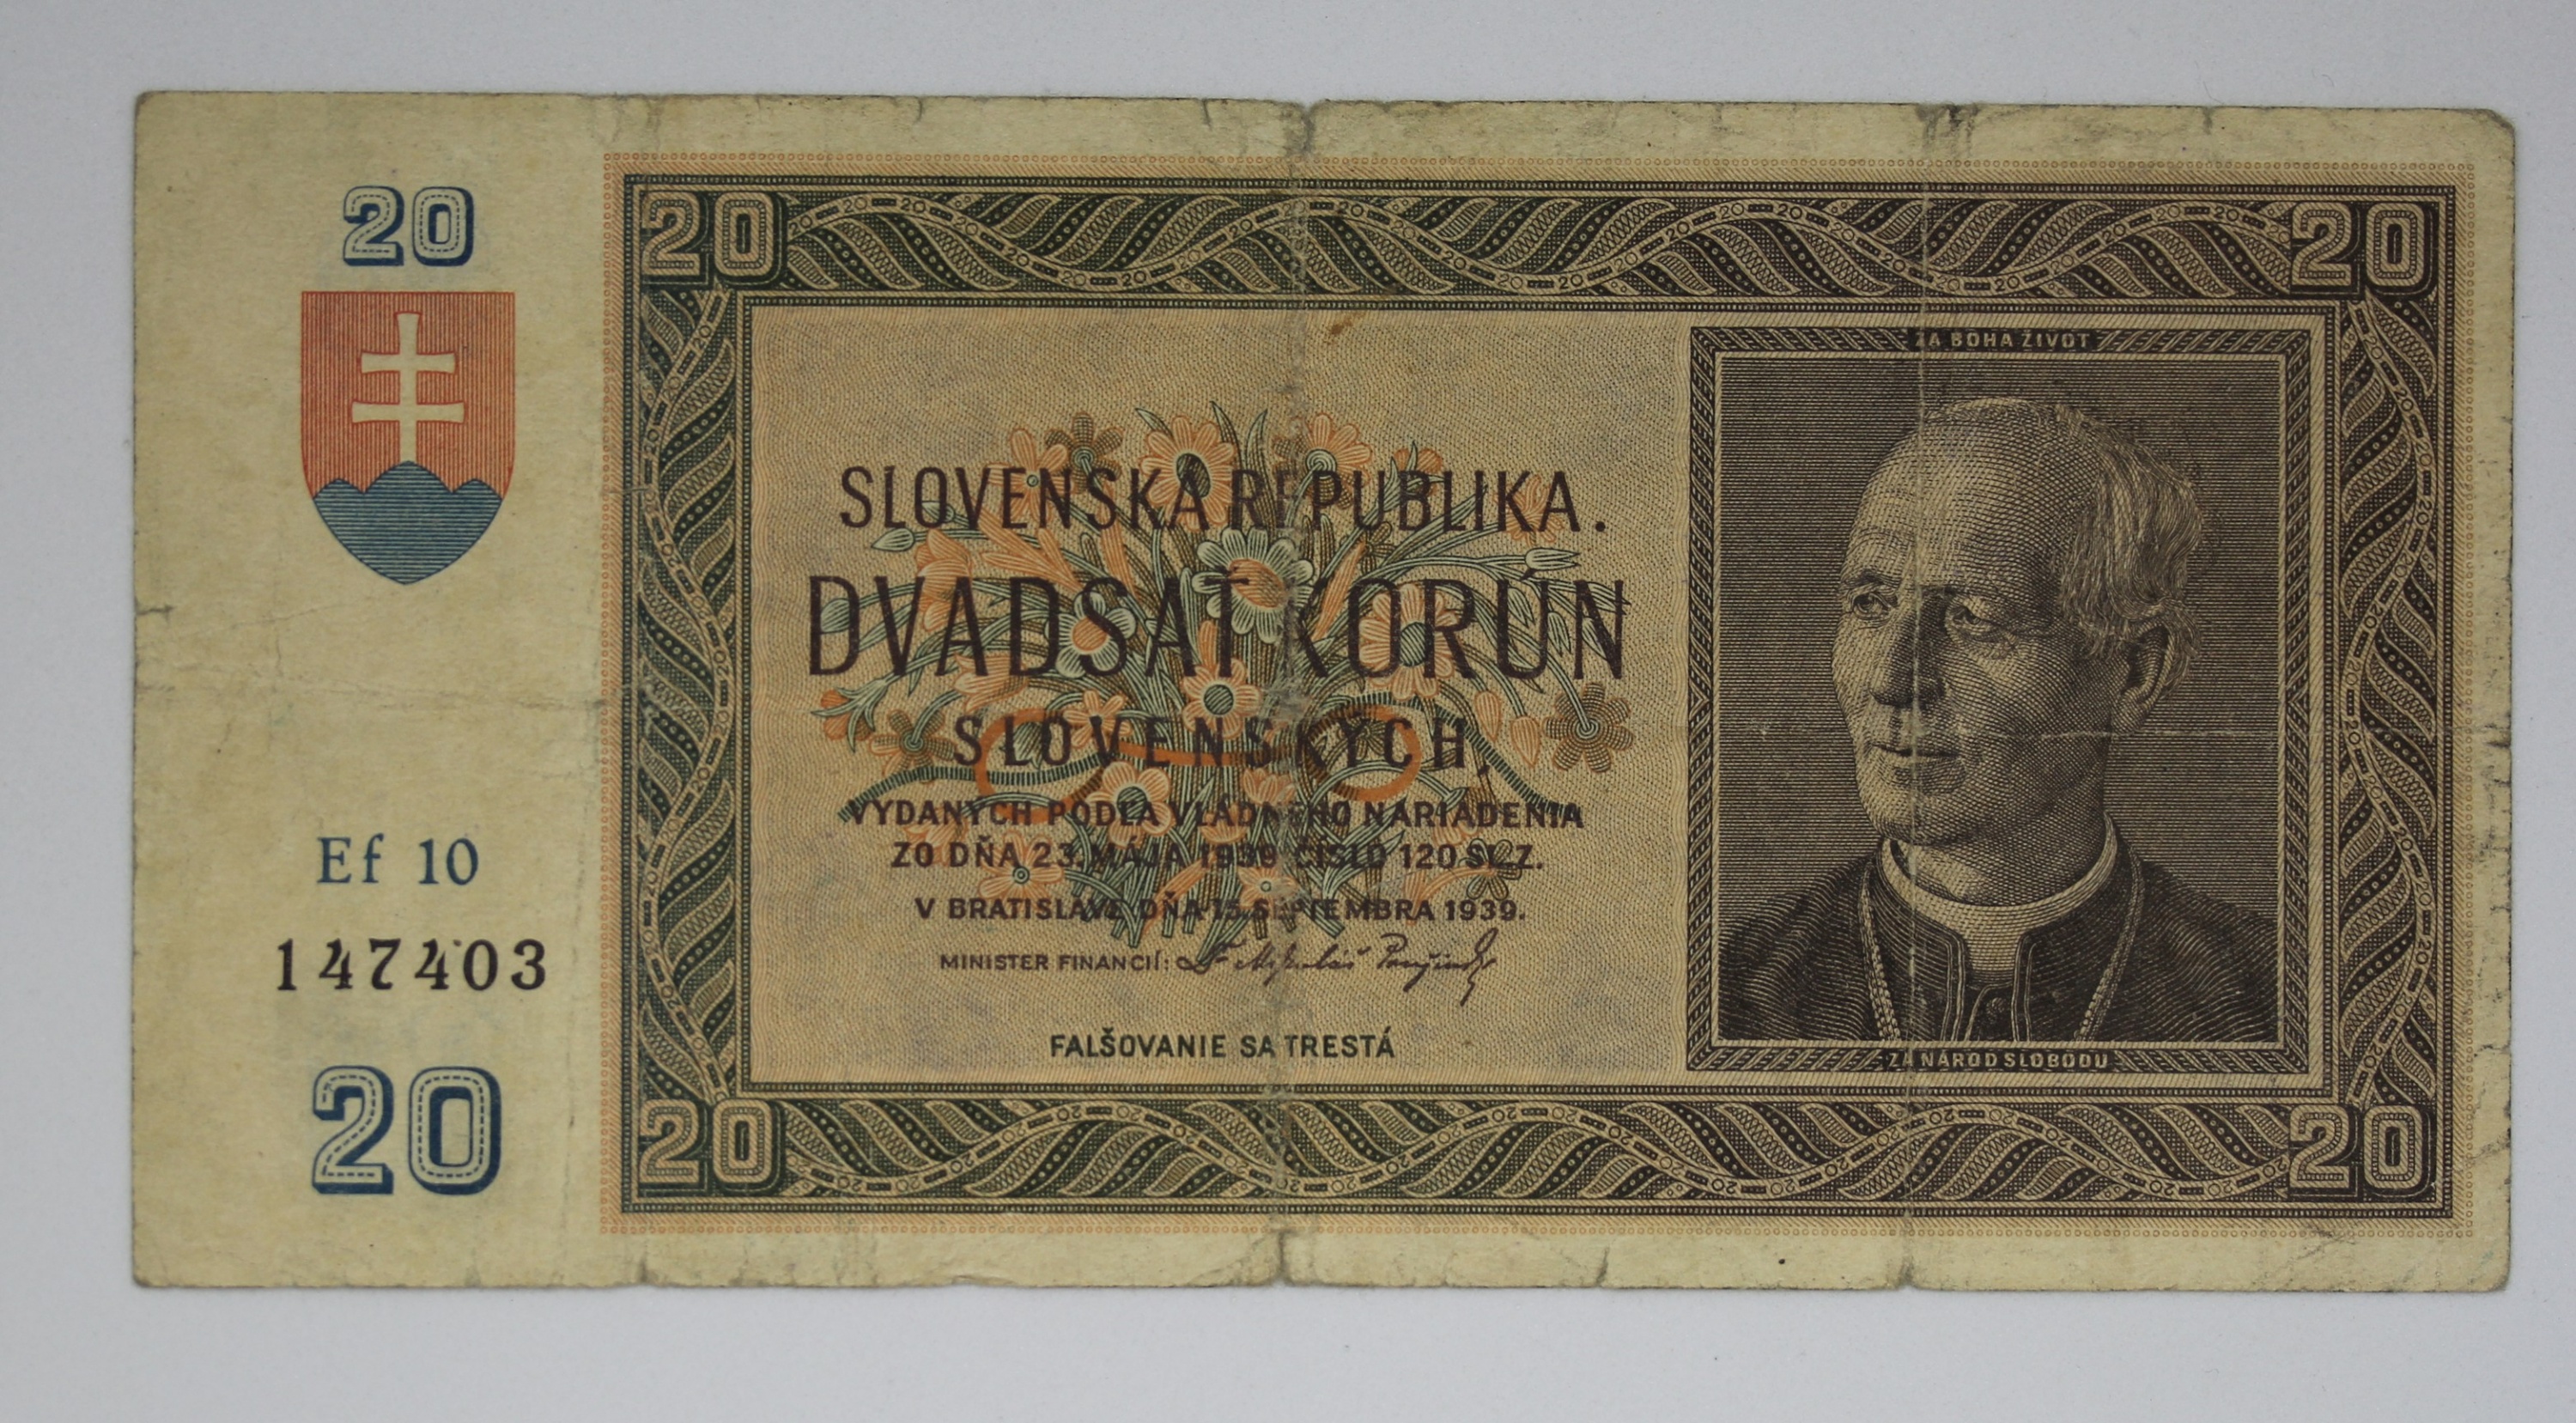 20
20
20
ZA BOHA ŽIVOT
SLOVENSKÁ REPUBLIKA.
DVADSAŤ KORÚN
SLOVENSKÝCH,
VYDANÝCH PODĽA VLÁDNEHO NARIADENIA
ZO DŇA 23. MÁJA 1939 ČÍSLO 120 SL. Z.
V BRATISLAVE DŇA 15. SEPTEMBRA 1939.
MINISTER FINANCIÍ:
FALŠOVANIE SA TRESTÁ
ZA NÁROD SLOBODU
Ef 10
147403
20
20
20